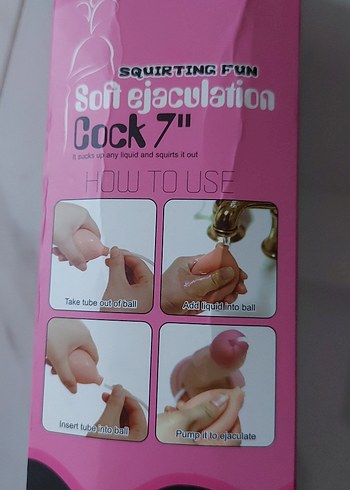 SQUIRTING FUN
Soft ejaculation
Cock 7"
It sucks up any liquid and squirts it out
HOW TO USE
Take tube out of ball
Add liquid into ball
Insert tube into ball
Pump it to ejaculate